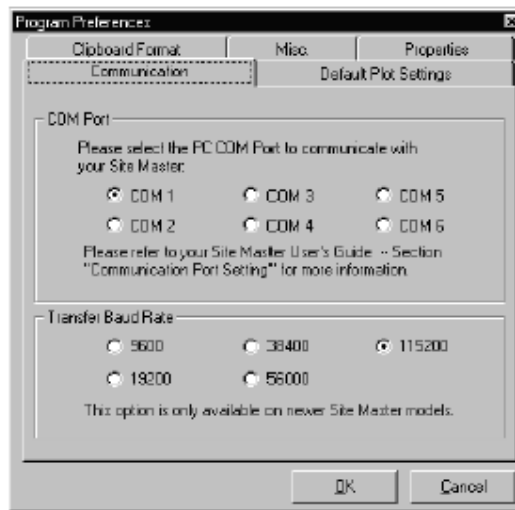 Program Preferences
Clipboard Format
Misc.
Properties
Communication
Default Plot Settings
COM Port
Please select the PC COM Port to communicate with
your Site Master:
COM 1
COM 3
COM 5
COM 2
COM 4
COM 6
Please refer to your Site Master User's Guide -- Section
"Communication Port Setting" for more information.
Transfer Baud Rate
9600
38400
115200
19200
56000
This option is only available on newer Site Master models.
OK
Cancel